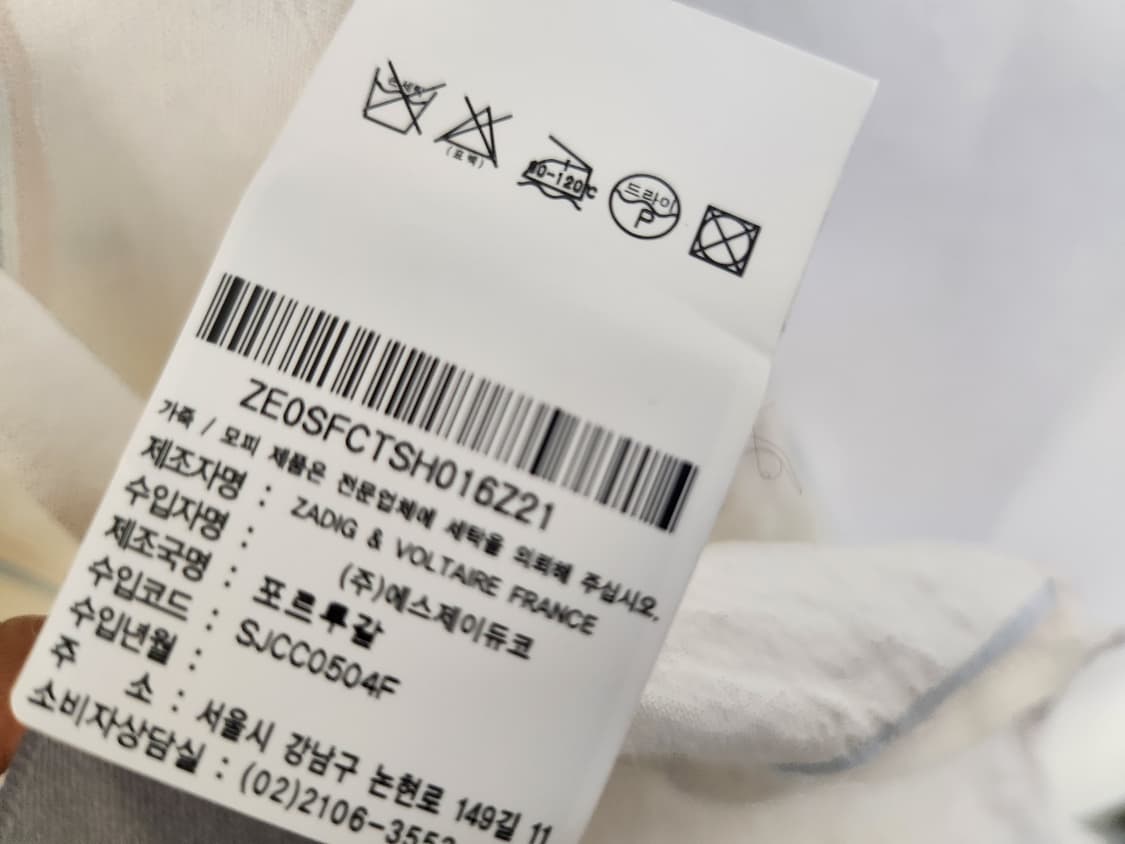 (표백)
80-120℃
드라이
P
ZE0SFCTSH016Z21
가죽 / 모피 제품은 전문업체에 세탁을 의뢰해 주십시오.
제조자명 : ZADIG & VOLTAIRE FRANCE
수입자명 : (주)에스제이듀코
제조국명 : 포르투갈
수입코드 : SJCC0504F
수입년월 :
주 소 : 서울시 강남구 논현로 149길 11
소비자상담실 : (02)2106-3553